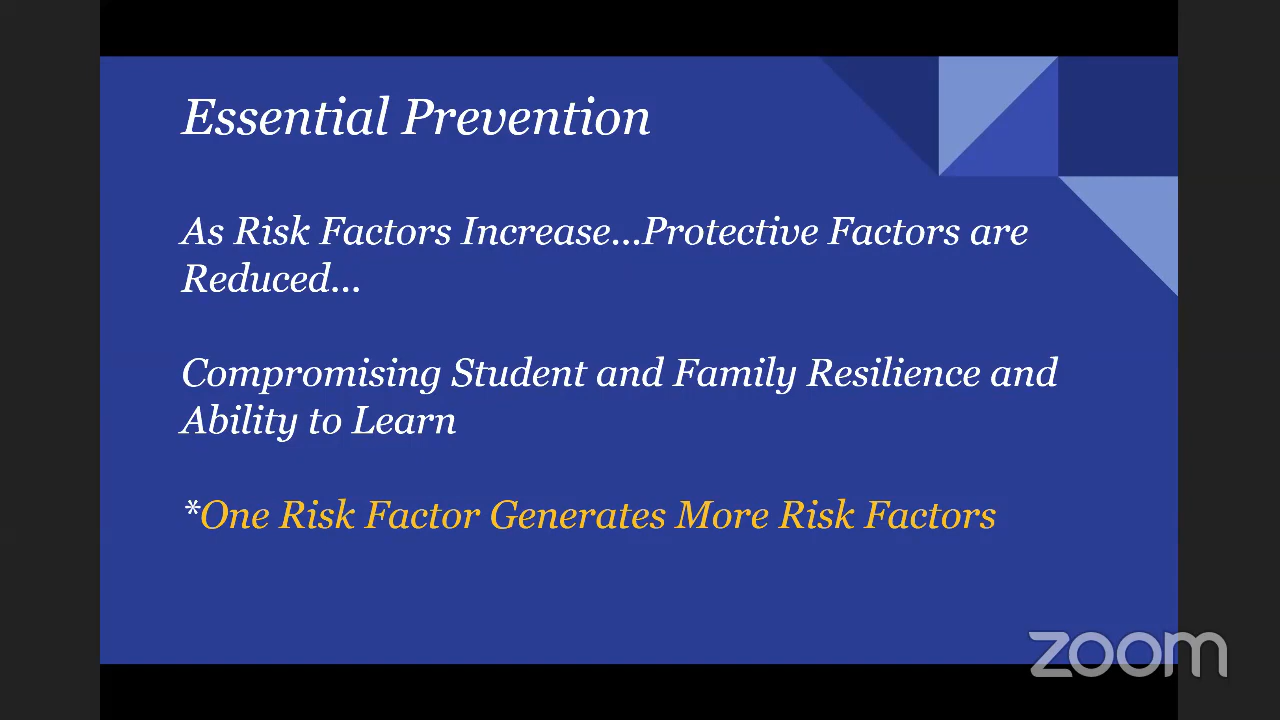 Essential Prevention
As Risk Factors Increase...Protective Factors are
Reduced...
Compromising Student and Family Resilience and
Ability to Learn
*One Risk Factor Generates More Risk Factors
zoom